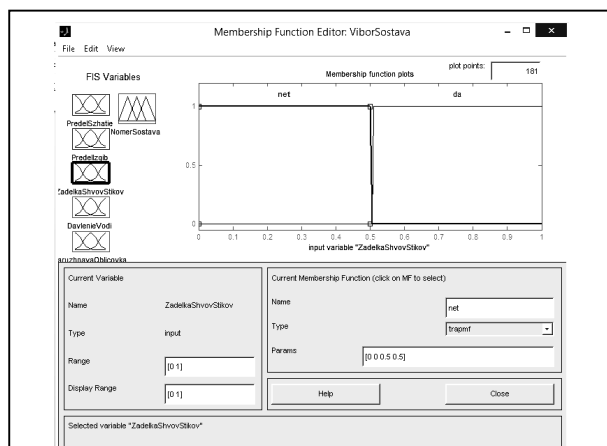 Membership Function Editor: ViborSostava
File Edit View
FIS Variables
PredelSzhatie
NomerSostava
PredelIzgib
ZadelkaShvovStikov
DavlenieVodi
aruzhnayaOblicovka
plot points:
181
Membership function plots
net
da
1
0.5
0
0 0.1 0.2 0.3 0.4 0.5 0.6 0.7 0.8 0.9 1
input variable "ZadelkaShvovStikov"
Current Variable
Name ZadelkaShvovStikov
Type input
Range [0 1]
Display Range [0 1]
Current Membership Function (click on MF to select)
Name net
Type trapmf
Params [0 0 0.5 0.5]
Help Close
Selected variable "ZadelkaShvovStikov"